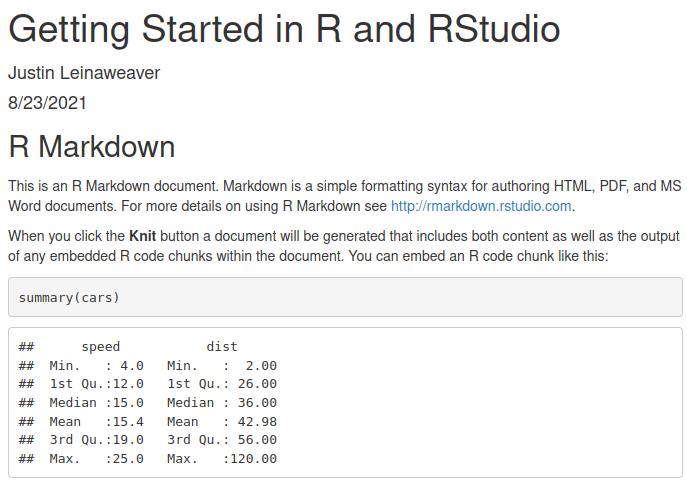 Getting Started in R and RStudio
Justin Leinaweaver
8/23/2021
R Markdown
This is an R Markdown document. Markdown is a simple formatting syntax for authoring HTML, PDF, and MS
Word documents. For more details on using R Markdown see http://rmarkdown.rstudio.com.
When you click the Knit button a document will be generated that includes both content as well as the output
of any embedded R code chunks within the document. You can embed an R code chunk like this:
summary(cars)
##      speed           dist
##  Min.   : 4.0   Min.   :  2.00
##  1st Qu.:12.0   1st Qu.: 26.00
##  Median :15.0   Median : 36.00
##  Mean   :15.4   Mean   : 42.98
##  3rd Qu.:19.0   3rd Qu.: 56.00
##  Max.   :25.0   Max.   :120.00